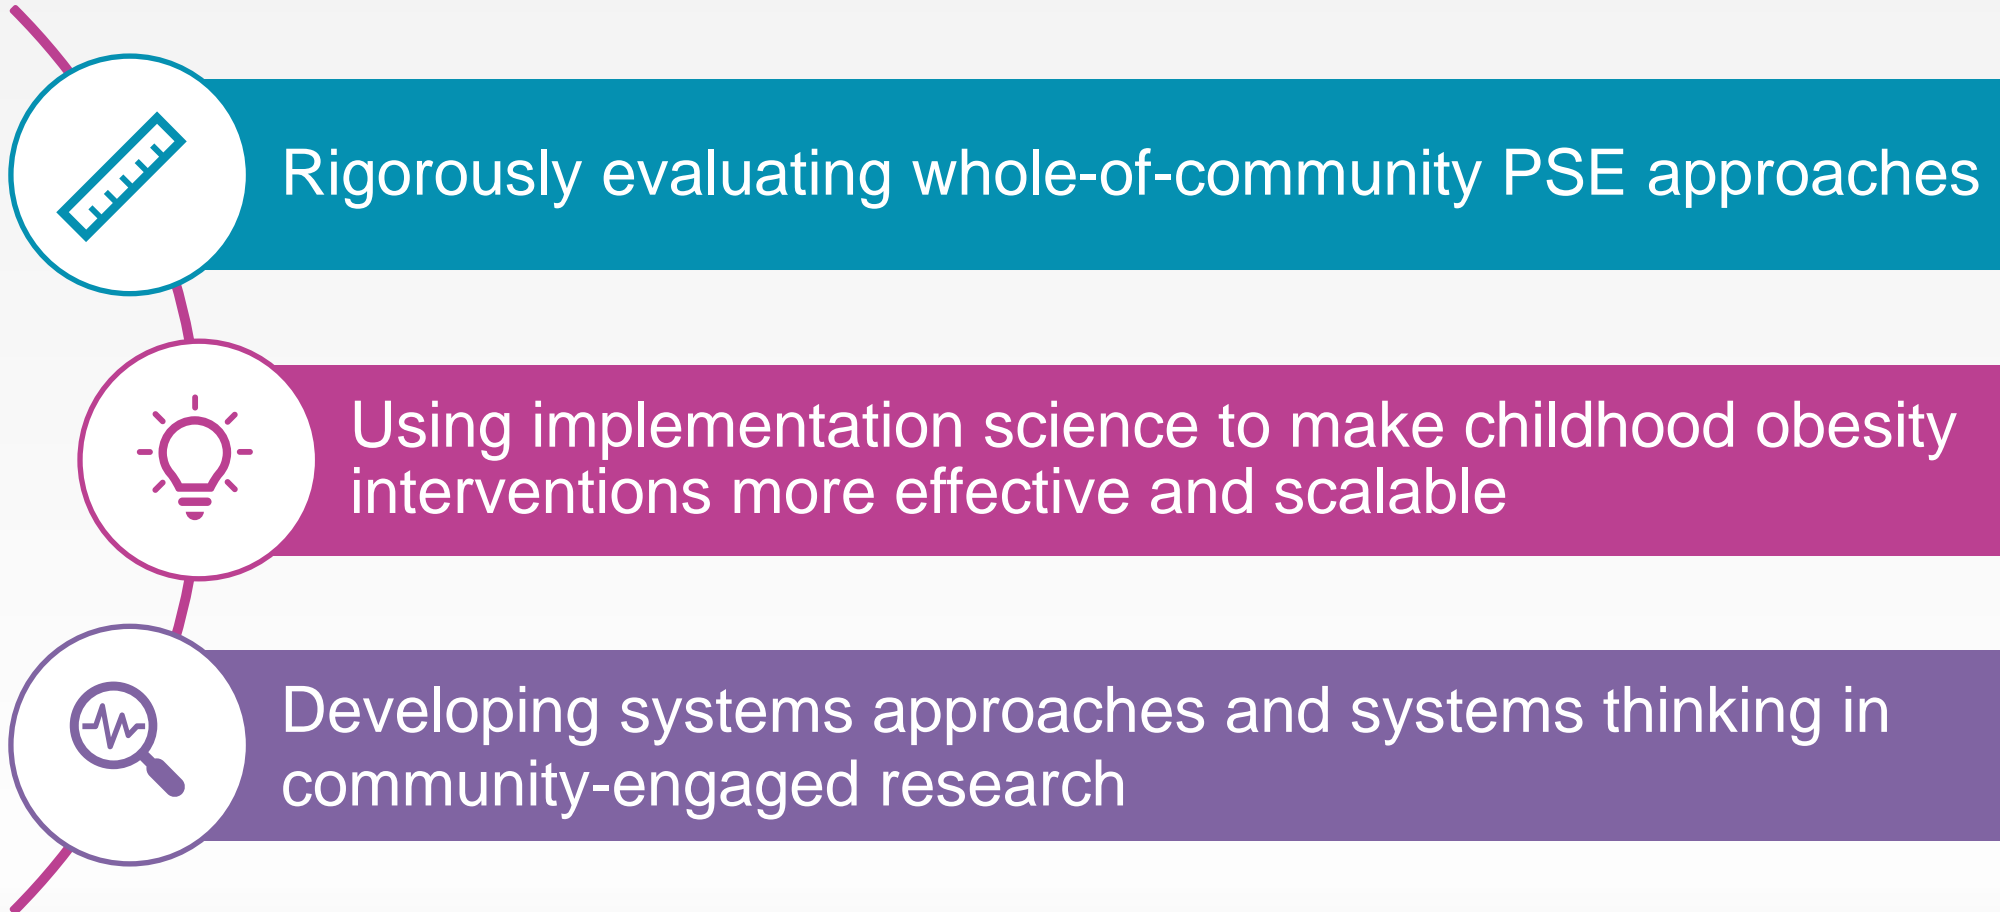 Rigorously evaluating whole-of-community PSE approaches
Using implementation science to make childhood obesity
interventions more effective and scalable
Developing systems approaches and systems thinking in
community-engaged research